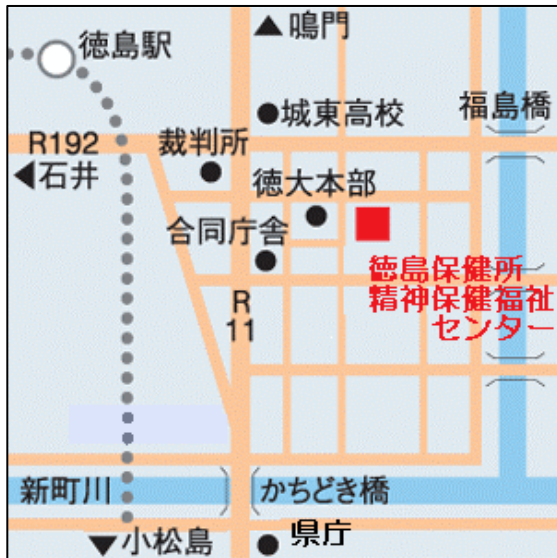 ▲鳴門
徳島駅
城東高校
福島橋
R192
裁判所
◀石井
徳大本部
合同庁舎
徳島保健所
精神保健福祉
センター
R
11
新町川
かちどき橋
▼小松島
県庁